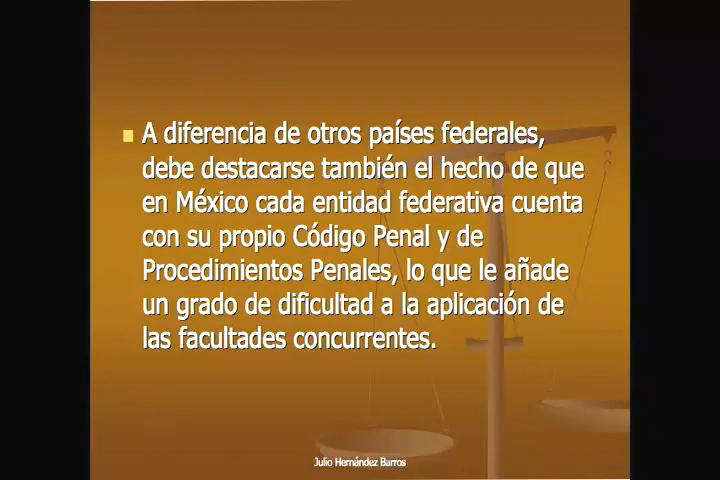 A diferencia de otros países federales,
debe destacarse también el hecho de que
en México cada entidad federativa cuenta
con su propio Código Penal y de
Procedimientos Penales, lo que le añade
un grado de dificultad a la aplicación de
las facultades concurrentes.
Julio Hernández Barros